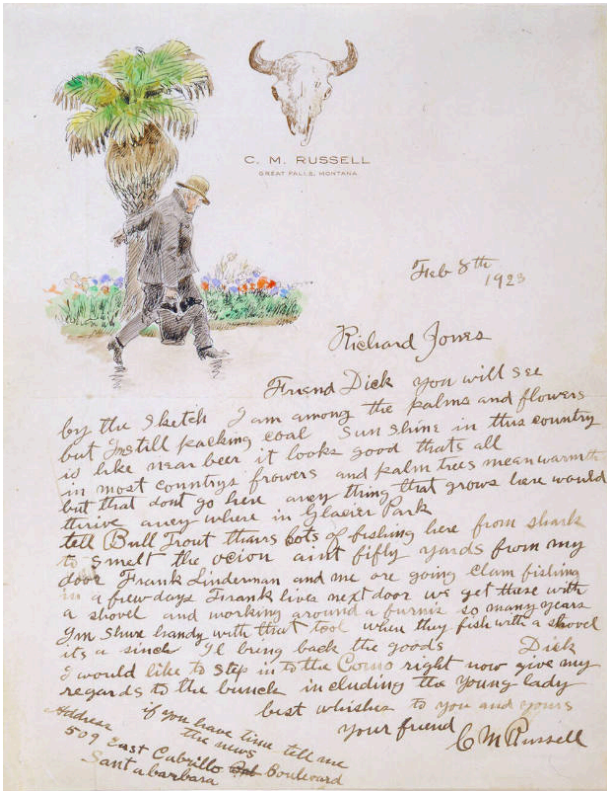 C. M. RUSSELL
GREAT FALLS, MONTANA
Feb 8th
1923
Richard Jones
Friend Dick you will see
by the sketch I am among the palms and flowers
but Im still packing coal Sun shine in this country
is like near beer it looks good thats all
in most countrys frowers and palm trees mean warmth
but that dont go here aney thing that grows here would
thrive aney where in Glacier Park
tell Bull Trout thairs lots of fishing here from shark
to smelt the ocion aint fifty yards from my
door Frank Linderman and me are going clam fishing
in a few days Frank lives next door we get these with
a shovel and working around a furnis so many years
Im shure handy with that tool when they fish with a shovel
its a sinch Il bring back the goods Dick
I would like to step in to the Como right now give my
regards to the bunch including the young lady
best whishes to you and yours
your friend
C M Russell
if you have time tell me
the news
Address
509 East Cabrillo Boulevard
Santa barbara